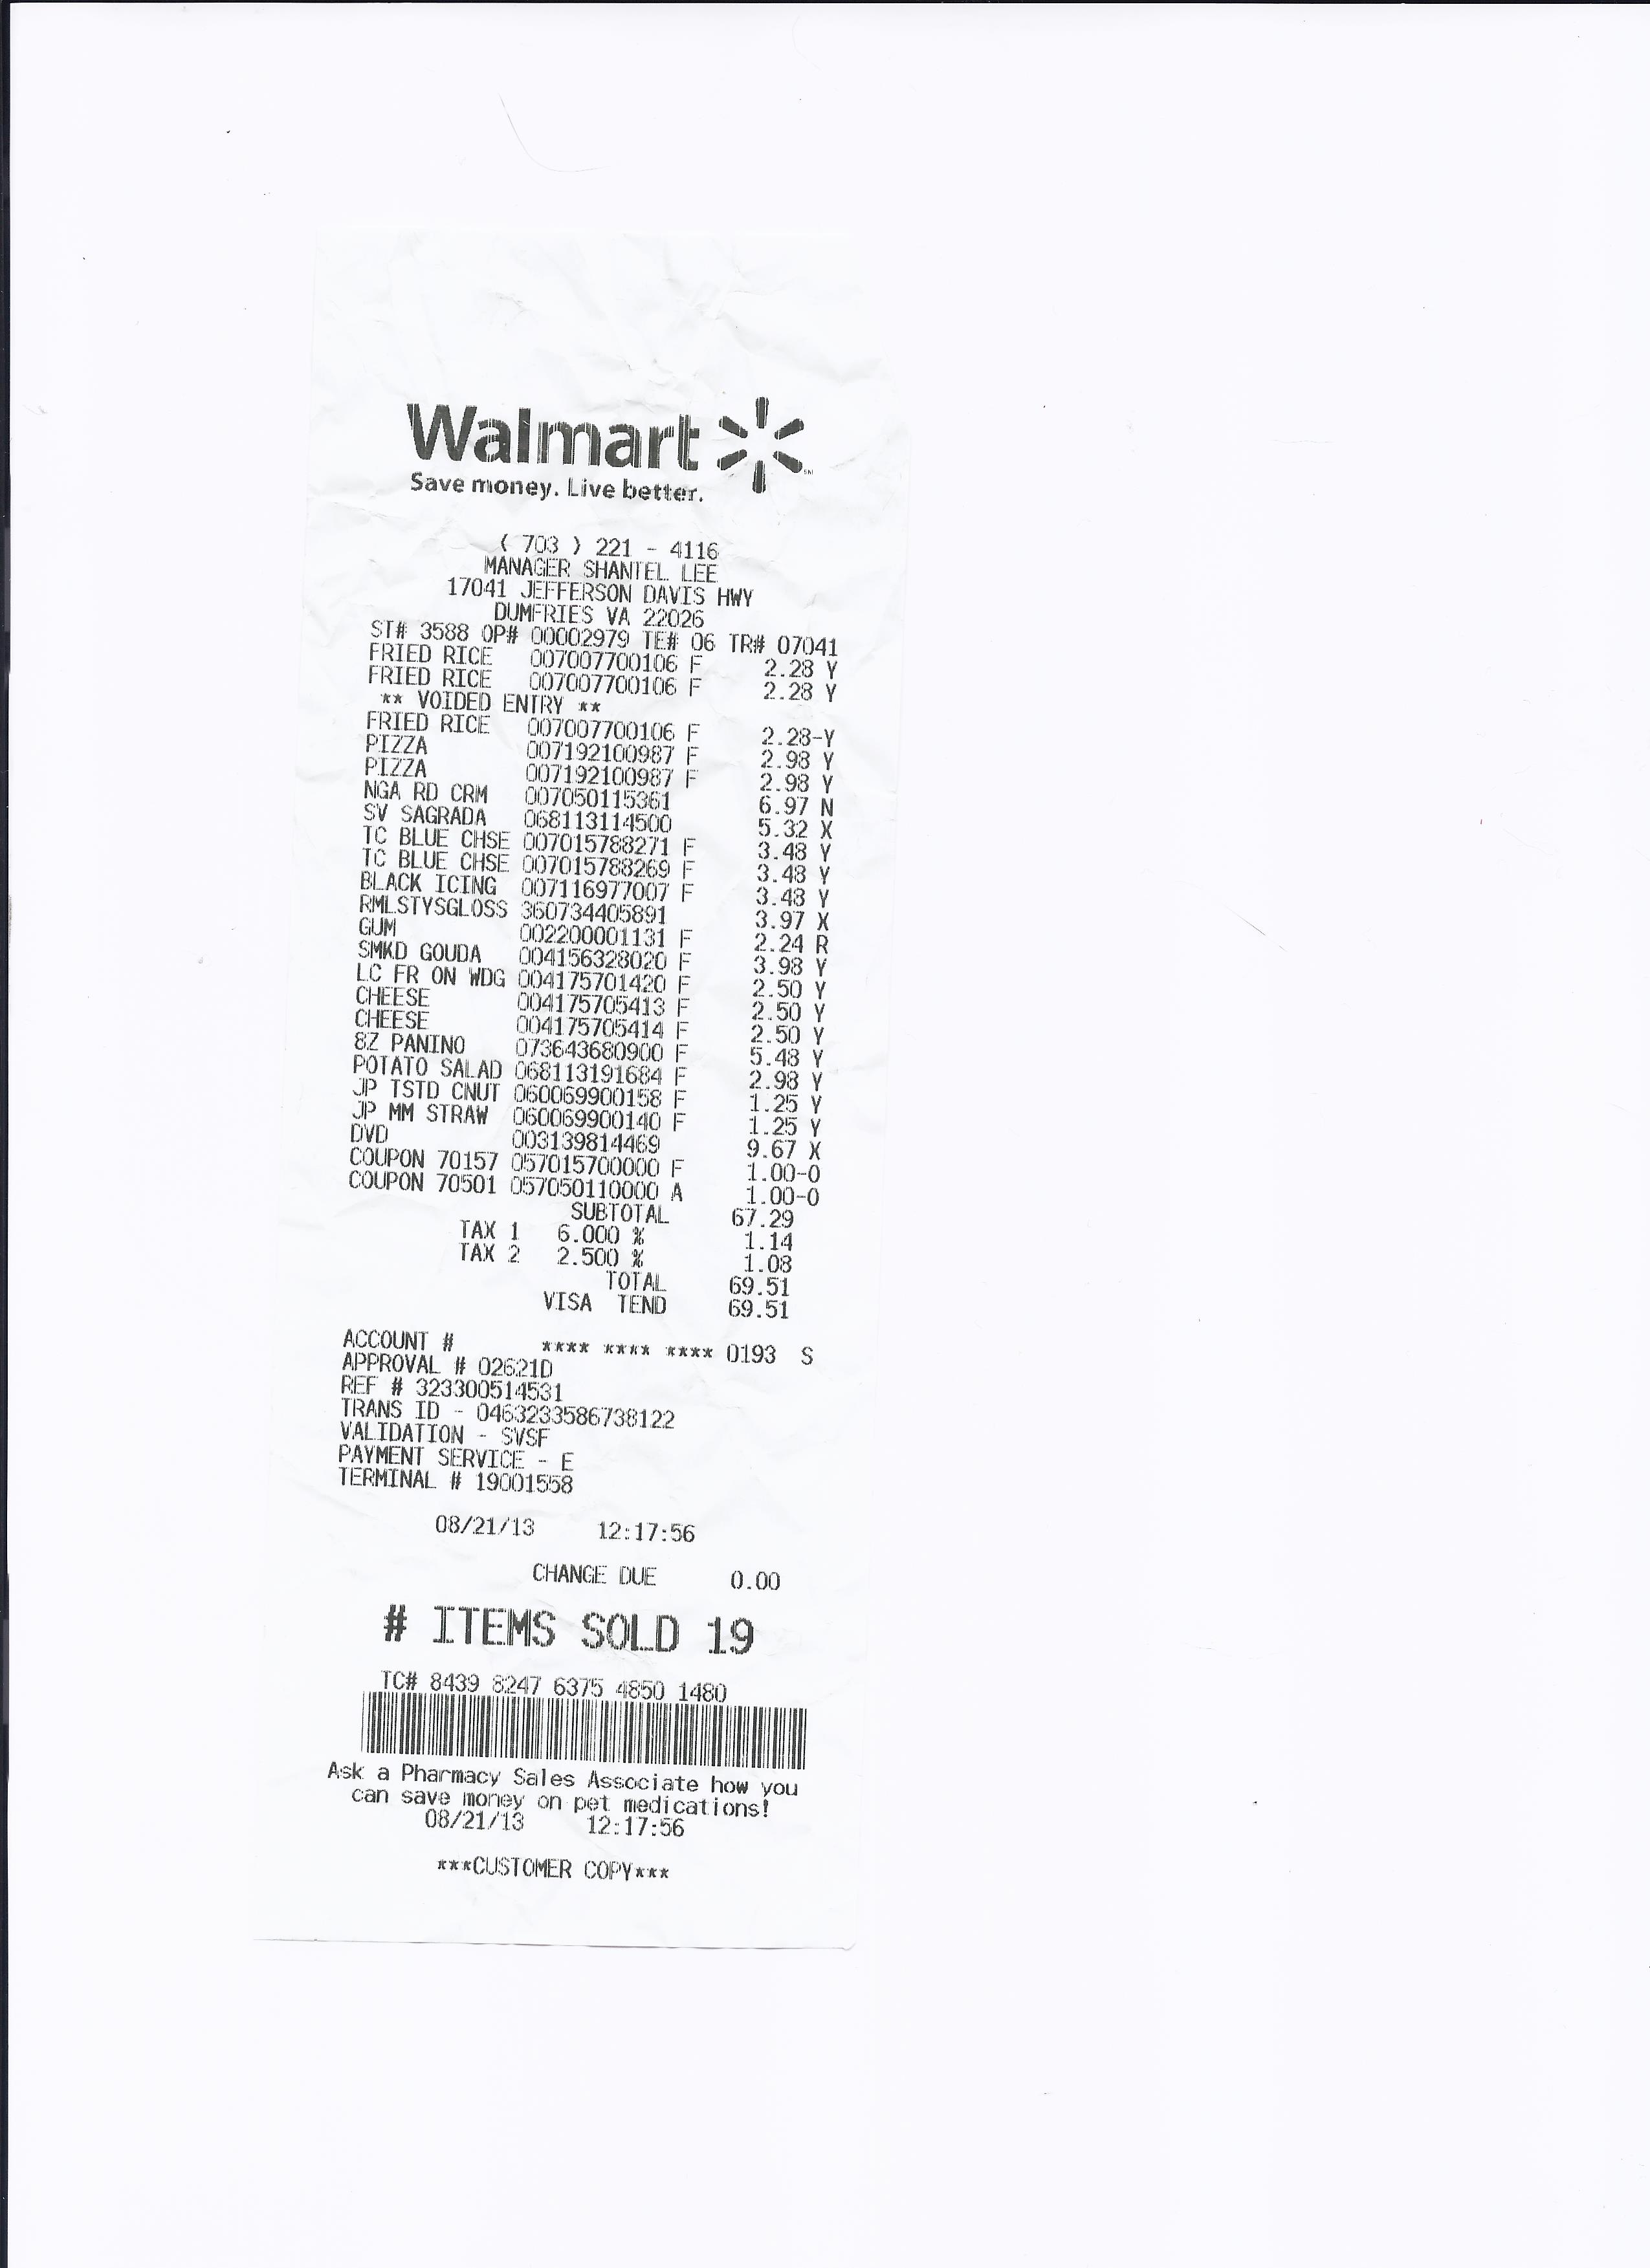 Walmart
Save money. Live better.
( 703 ) 221 - 4116
MANAGER SHANTEL LEE
17041 JEFFERSON DAVIS HWY
DUMFRIES VA 22026
ST# 3588 OP# 00002979 TE# 06 TR# 07041
FRIED RICE 007007700106 F 2.28 Y
FRIED RICE 007007700106 F 2.28 Y
** VOIDED ENTRY **
FRIED RICE 007007700106 F 2.28-Y
PIZZA 007192100987 F 2.98 Y
PIZZA 007192100987 F 2.98 Y
NGA RD CRM 007050115361 6.97 N
SV SAGRADA 068113114500 5.32 X
TC BLUE CHSE 007015788271 F 3.48 Y
TC BLUE CHSE 007015788269 F 3.48 Y
BLACK ICING 007116977007 F 3.48 Y
RMLSTYSGLOSS 360734405891 3.97 X
GUM 002200001131 F 2.24 R
SMKD GOUDA 004156328020 F 3.98 Y
LC FR ON WDG 004175701420 F 2.50 Y
CHEESE 004175705413 F 2.50 Y
CHEESE 004175705414 F 2.50 Y
8Z PANINO 073643680900 F 5.48 Y
POTATO SALAD 068113191684 F 2.98 Y
JP TSTD CNUT 060069900158 F 1.25 Y
JP MM STRAW 060069900140 F 1.25 Y
DVD 003139814469 9.67 X
COUPON 70157 057015700000 F 1.00-O
COUPON 70501 057050110000 A 1.00-O
SUBTOTAL 67.29
TAX 1 6.000 % 1.14
TAX 2 2.500 % 1.08
TOTAL 69.51
VISA TEND 69.51
ACCOUNT # **** **** **** 0193 S
APPROVAL # 02621D
REF # 323300514531
TRANS ID - 0463233586738122
VALIDATION - SVSF
PAYMENT SERVICE - E
TERMINAL # 19001558
08/21/13 12:17:56
CHANGE DUE 0.00
# ITEMS SOLD 19
TC# 8439 8247 6375 4850 1480
Ask a Pharmacy Sales Associate how you
can save money on pet medications!
08/21/13 12:17:56
***CUSTOMER COPY***